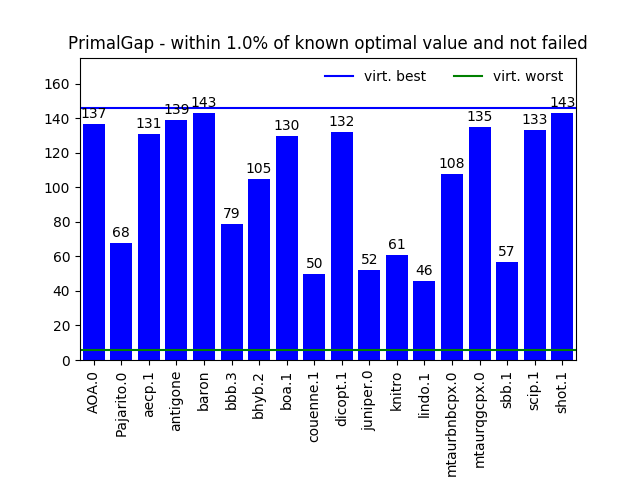 PrimalGap - within 1.0% of known optimal value and not failed
virt. best
virt. worst
160
140
120
100
80
60
40
20
0
137
68
131
139
143
79
105
130
50
132
52
61
46
108
135
57
133
143
AOA.0
Pajarito.0
aecp.1
antigone
baron
bbb.3
bhyb.2
boa.1
couenne.1
dicopt.1
juniper.0
knitro
lindo.1
mtaurbnbcpx.0
mtaurqgcpx.0
sbb.1
scip.1
shot.1